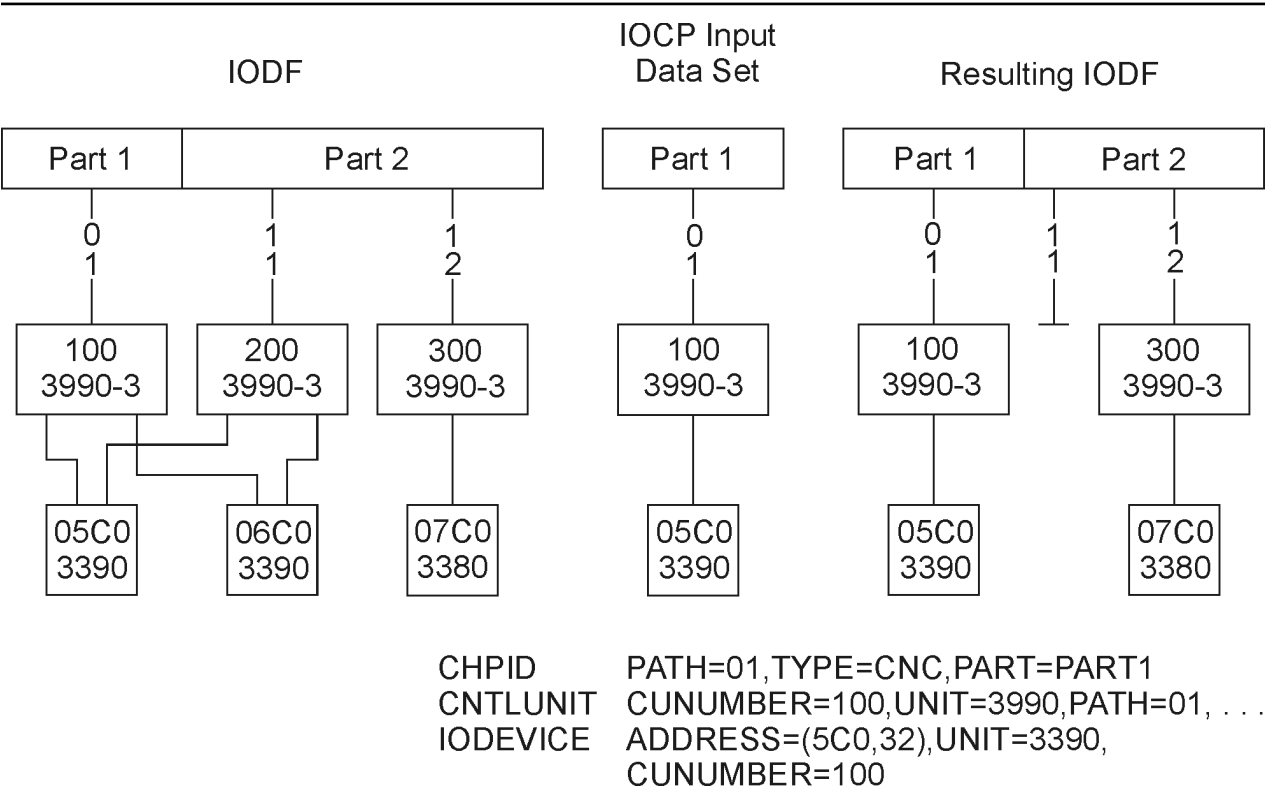 IODF
IOCP Input
Data Set
Resulting IODF
Part 1 Part 2 Part 1 Part 1 Part 2
0 1 1 0 0 1 1
1 1 2 1 1 1 2
100 200 300 100 100 300
3990-3 3990-3 3990-3 3990-3 3990-3 3990-3
05C0 06C0 07C0 05C0 05C0 07C0
3390 3390 3380 3390 3390 3380
CHPID PATH=01,TYPE=CNC,PART=PART1
CNTLUNIT CUNUMBER=100,UNIT=3990,PATH=01, . . .
IODEVICE ADDRESS=(5C0,32),UNIT=3390,
CUNUMBER=100